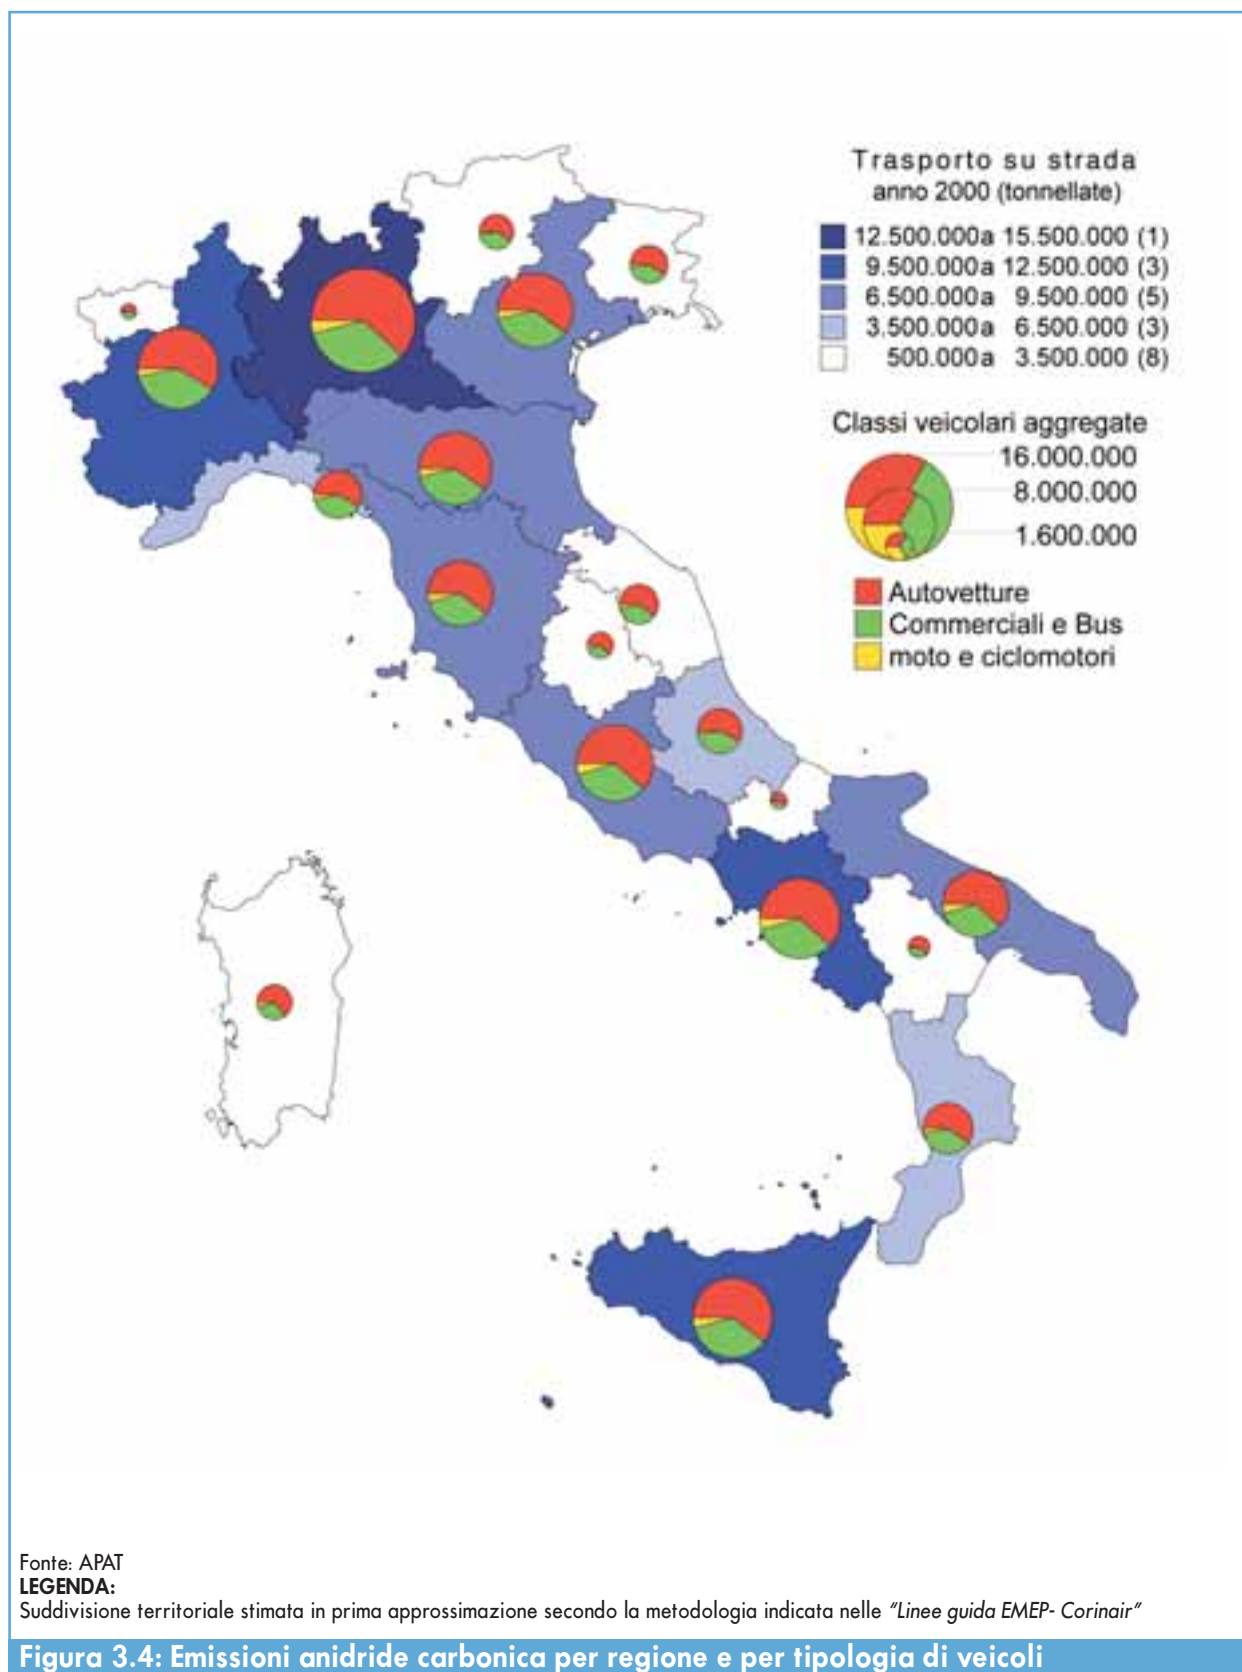 Trasporto su strada
anno 2000 (tonnellate)
12.500.000a 15.500.000 (1)
9.500.000a 12.500.000 (3)
6.500.000a 9.500.000 (5)
3.500.000a 6.500.000 (3)
500.000a 3.500.000 (8)
Classi veicolari aggregate
16.000.000
8.000.000
1.600.000
Autovetture
Commerciali e Bus
moto e ciclomotori
Fonte: APAT
LEGENDA:
Suddivisione territoriale stimata in prima approssimazione secondo la metodologia indicata nelle “Linee guida EMEP- Corinair”
Figura 3.4: Emissioni anidride carbonica per regione e per tipologia di veicoli